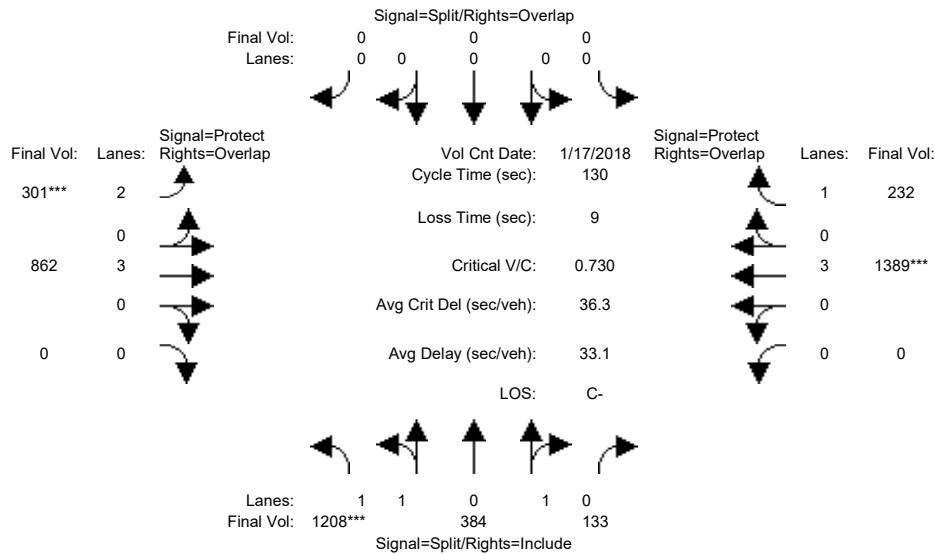 Signal=Split/Rights=Overlap
Final Vol: 0 0 0
Lanes: 0 0 0 0 0
Signal=Protect Signal=Protect
Final Vol: Lanes: Rights=Overlap Vol Cnt Date: 1/17/2018 Rights=Overlap Lanes: Final Vol:
Cycle Time (sec): 130
301*** 2 1 232
Loss Time (sec): 9
0 0
862 3 Critical V/C: 0.730 3 1389***
0 Avg Crit Del (sec/veh): 36.3 0
0 0 Avg Delay (sec/veh): 33.1 0 0
LOS: C-
Lanes: 1 1 0 1 0
Final Vol: 1208*** 384 133
Signal=Split/Rights=Include